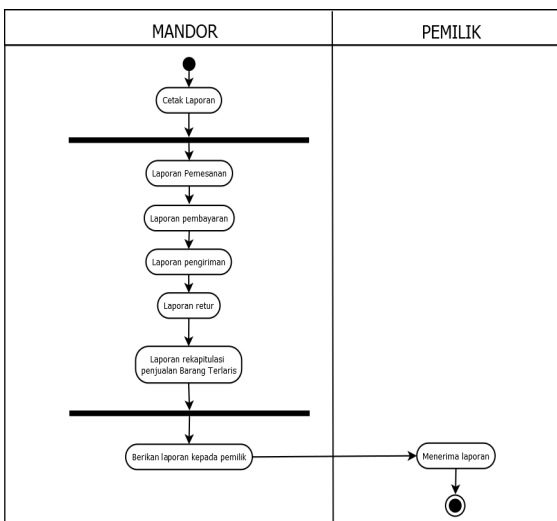 MANDOR
PEMILIK
Cetak Laporan
Laporan Pemesanan
Laporan pembayaran
Laporan pengiriman
Laporan retur
Laporan rekapitulasi
penjualan Barang Terlaris
Berikan laporan kepada pemilik
Menerima laporan